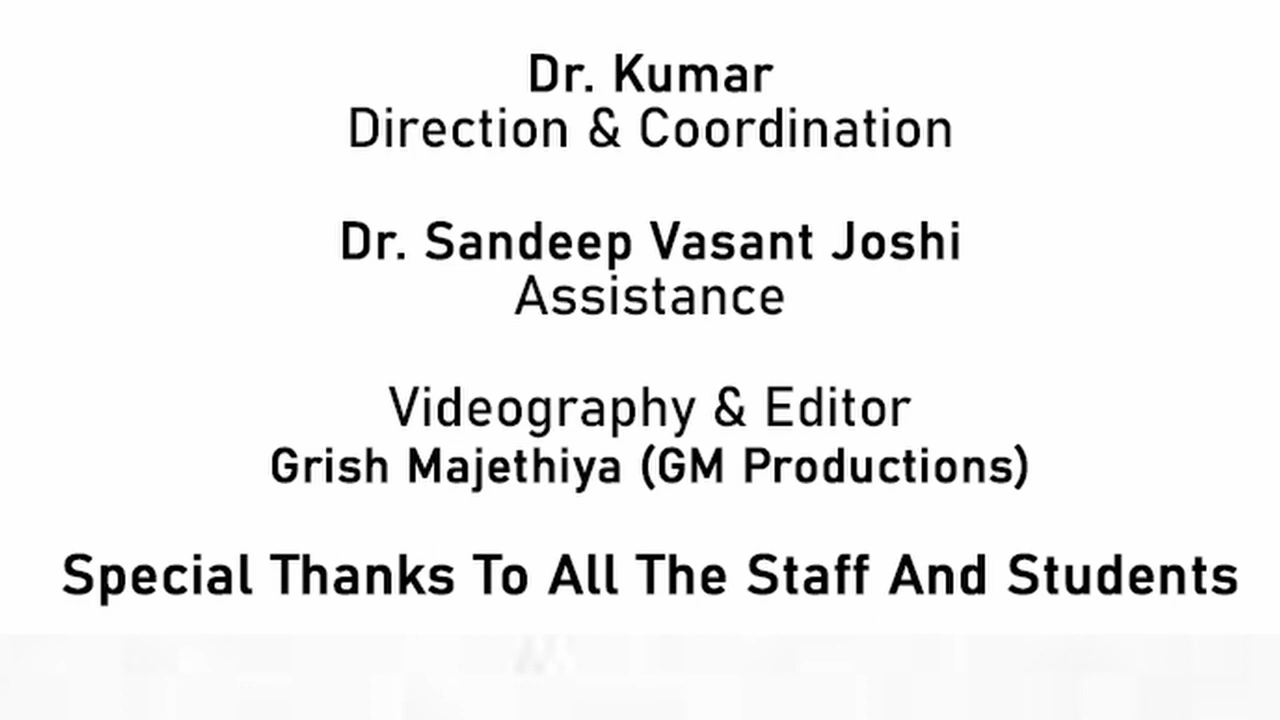 Dr. Kumar
Direction & Coordination
Dr. Sandeep Vasant Joshi
Assistance
Videography & Editor
Grish Majethiya (GM Productions)
Special Thanks To All The Staff And Students